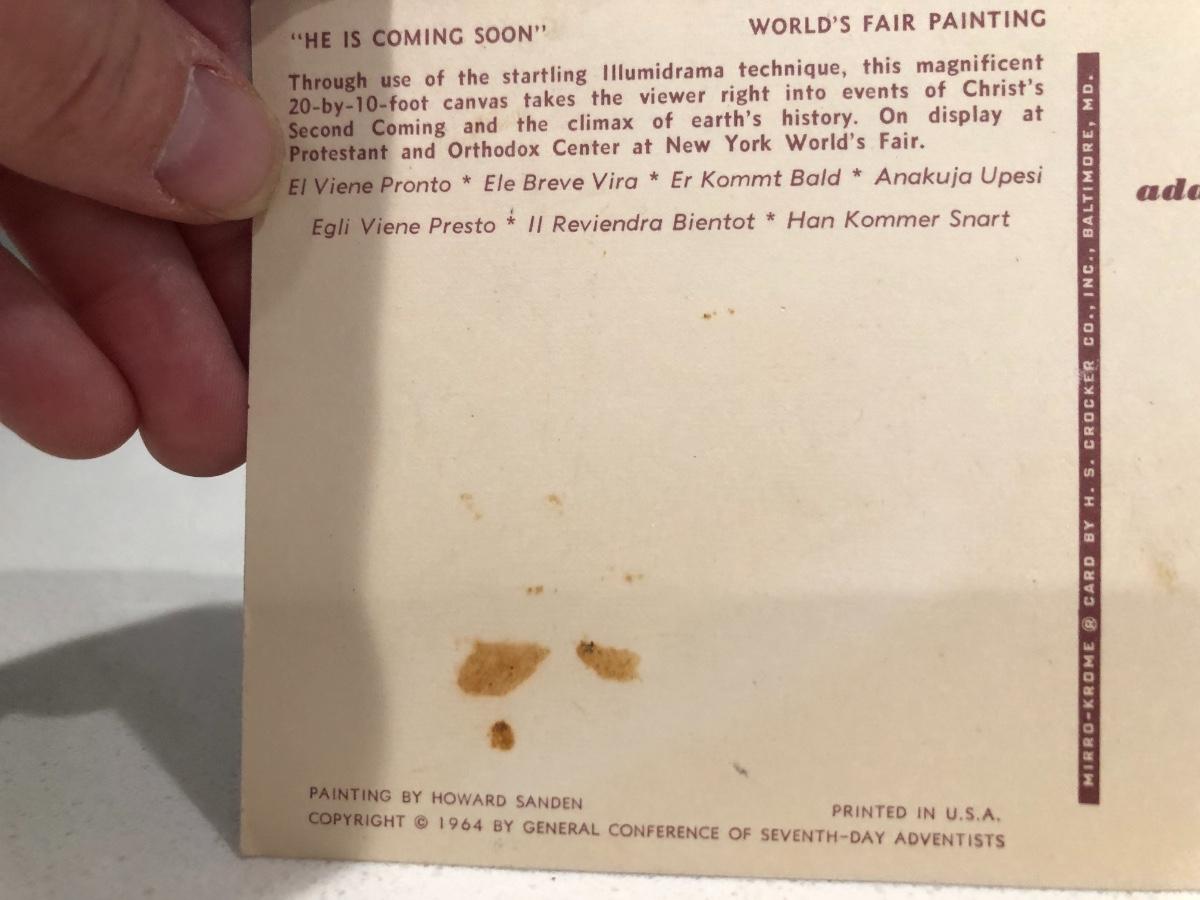 "HE IS COMING SOON" WORLD'S FAIR PAINTING
Through use of the startling Illumidrama technique, this magnificent
20-by-10-foot canvas takes the viewer right into events of Christ's
Second Coming and the climax of earth's history. On display at
Protestant and Orthodox Center at New York World's Fair.
El Viene Pronto * Ele Breve Vira * Er Kommt Bald * Anakuja Upesi
Egli Viene Presto * Il Reviendra Bientot * Han Kommer Snart
PAINTING BY HOWARD SANDEN PRINTED IN U.S.A.
COPYRIGHT © 1964 BY GENERAL CONFERENCE OF SEVENTH-DAY ADVENTISTS
MIRRO-KROME ® CARD BY H. S. CROCKER CO., INC., BALTIMORE, MD.